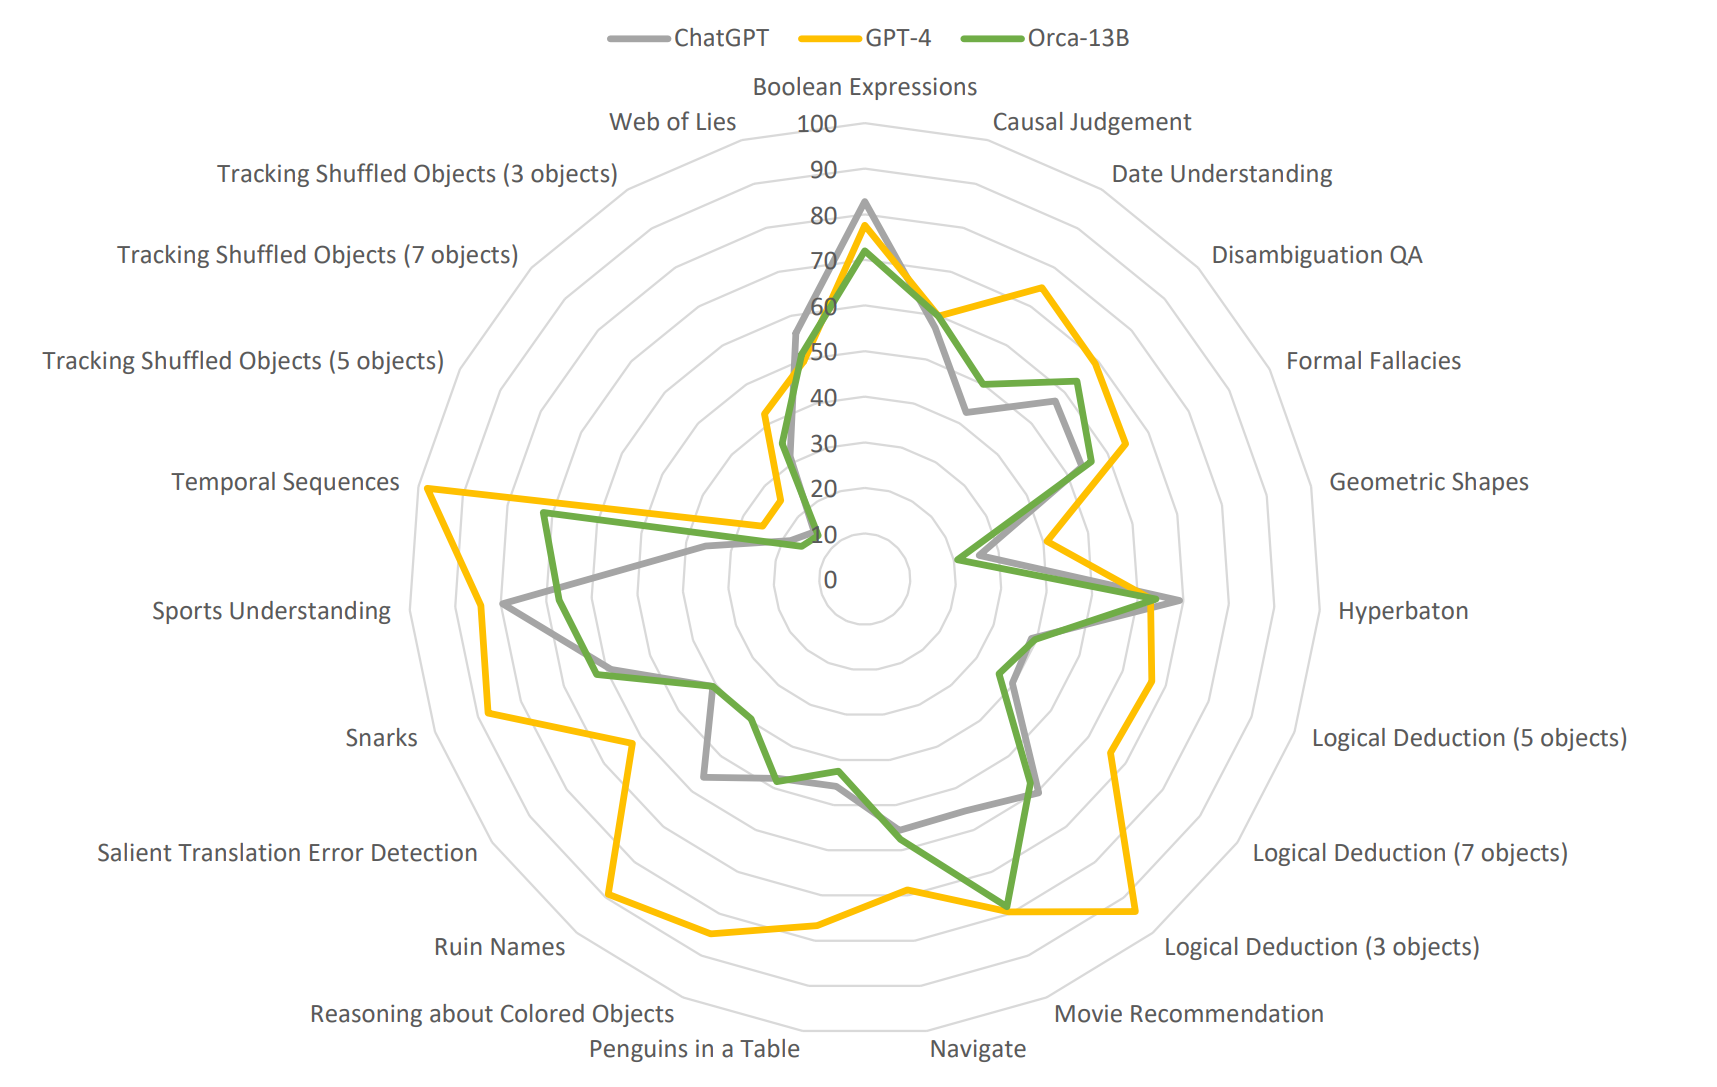 ChatGPT GPT-4 Orca-13B
Boolean Expressions
Web of Lies
Causal Judgement
Tracking Shuffled Objects (3 objects)
Date Understanding
Tracking Shuffled Objects (7 objects)
Disambiguation QA
Tracking Shuffled Objects (5 objects)
Formal Fallacies
Temporal Sequences
Geometric Shapes
Sports Understanding
Hyperbaton
Snarks
Logical Deduction (5 objects)
Salient Translation Error Detection
Logical Deduction (7 objects)
Ruin Names
Logical Deduction (3 objects)
Reasoning about Colored Objects
Movie Recommendation
Penguins in a Table
Navigate
100
90
80
70
60
50
40
30
20
10
0